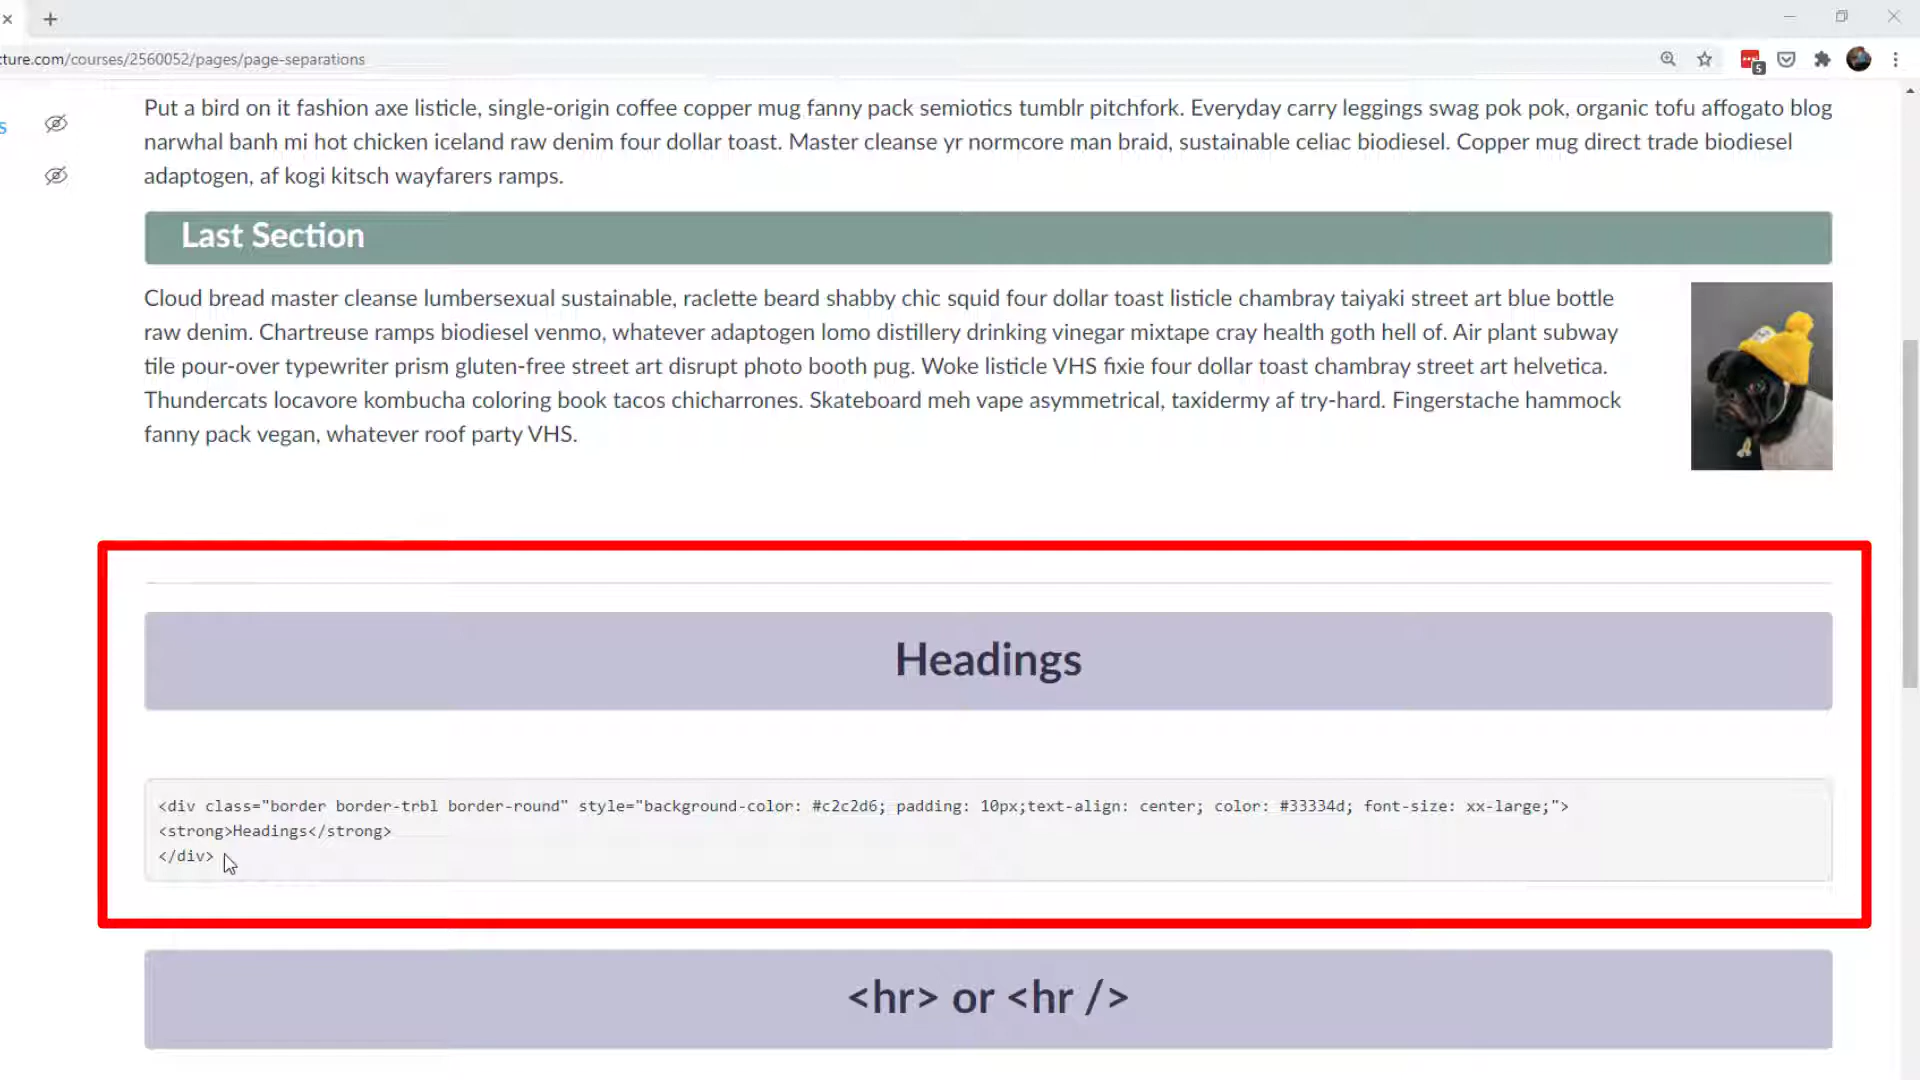 ture.com/courses/2560052/pages/page-separations
5
Put a bird on it fashion axe listicle, single-origin coffee copper mug fanny pack semiotics tumblr pitchfork. Everyday carry leggings swag pok pok, organic tofu affogato blog
narwhal banh mi hot chicken iceland raw denim four dollar toast. Master cleanse yr normcore man braid, sustainable celiac biodiesel. Copper mug direct trade biodiesel
adaptogen, af kogi kitsch wayfarers ramps.
s
Last Section
Cloud bread master cleanse lumbersexual sustainable, raclette beard shabby chic squid four dollar toast listicle chambray taiyaki street art blue bottle
raw denim. Chartreuse ramps biodiesel venmo, whatever adaptogen lomo distillery drinking vinegar mixtape cray health goth hell of. Air plant subway
tile pour-over typewriter prism gluten-free street art disrupt photo booth pug. Woke listicle VHS fixie four dollar toast chambray street art helvetica.
Thundercats locavore kombucha coloring book tacos chicharrones. Skateboard meh vape asymmetrical, taxidermy af try-hard. Fingerstache hammock
fanny pack vegan, whatever roof party VHS.
Headings
<div class="border border-trbl border-round" style="background-color: #c2c2d6; padding: 10px;text-align: center; color: #33334d; font-size: xx-large;">
<strong>Headings</strong>
</div>
<hr> or <hr />